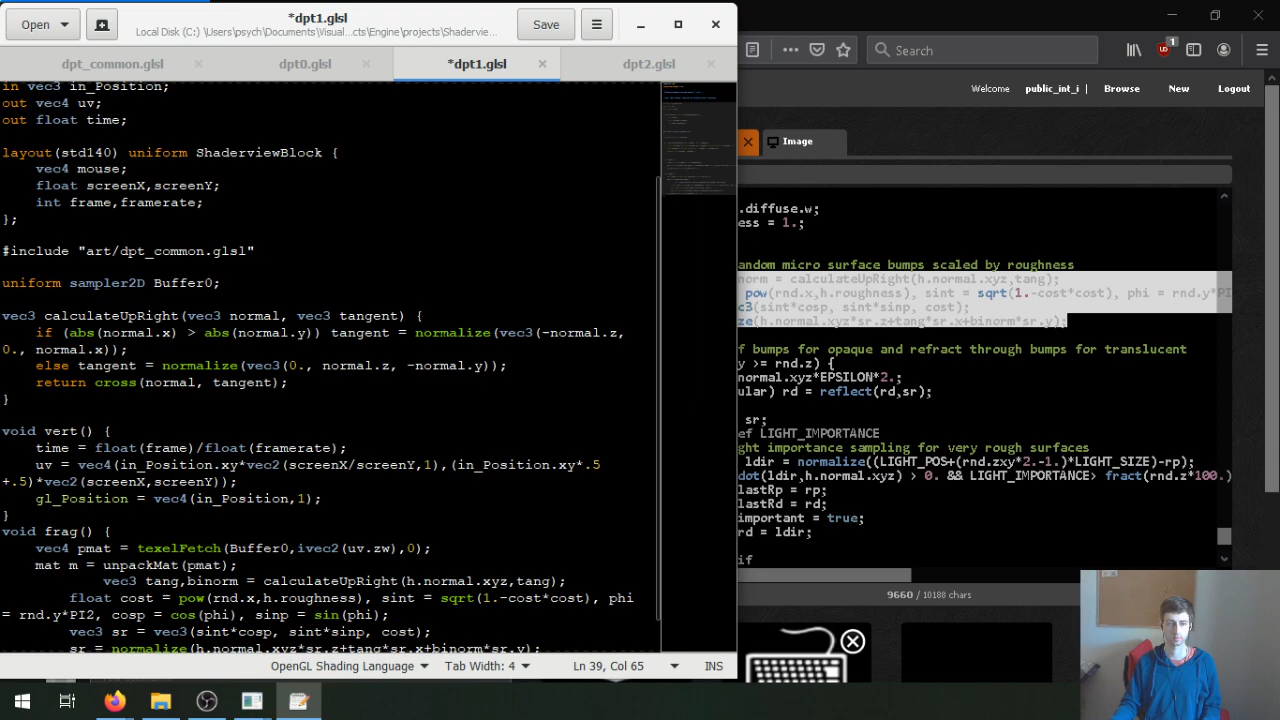 Open
*dpt1.glsl
Local Disk (C:) \Users\psych\Documents\Visual...cts\Engine\projects\Shadervie...
Save
dpt_common.glsl
dpt0.glsl
*dpt1.glsl
dpt2.glsl
in vec3 in_Position;
out vec4 uv;
out float time;
layout(std140) uniform ShaderviewBlock {
vec4 mouse;
float screenX,screenY;
int frame,framerate;
};
#include "art/dpt_common.glsl"
uniform sampler2D Buffer0;
vec3 calculateUpRight(vec3 normal, vec3 tangent) {
if (abs(normal.x) > abs(normal.y)) tangent = normalize(vec3(-normal.z,
0., normal.x));
else tangent = normalize(vec3(0., normal.z, -normal.y));
return cross(normal, tangent);
}
void vert() {
time = float(frame)/float(framerate);
uv = vec4(in_Position.xy*vec2(screenX/screenY,1),(in_Position.xy*.5
+.5)*vec2(screenX,screenY));
gl_Position = vec4(in_Position,1);
}
void frag() {
vec4 pmat = texelFetch(Buffer0,ivec2(uv.zw),0);
mat m = unpackMat(pmat);
vec3 tang,binorm = calculateUpRight(h.normal.xyz,tang);
float cost = pow(rnd.x,h.roughness), sint = sqrt(1.-cost*cost), phi
= rnd.y*PI2, cosp = cos(phi), sinp = sin(phi);
vec3 sr = vec3(sint*cosp, sint*sinp, cost);
sr = normalize(h.normal.xyz*sr.z+tang*sr.x+binorm*sr.y);
OpenGL Shading Language
Tab Width: 4
Ln 39, Col 65
INS
Search
1
Welcome
public_int_i |
Browse
New
Logout
Image
.diffuse.w;
ess = 1.;
andom micro surface bumps scaled by roughness
norm = calculateUpRight(h.normal.xyz,tang);
pow(rnd.x,h.roughness), sint = sqrt(1.-cost*cost), phi = rnd.y*PI
c3(sint*cosp, sint*sinp, cost);
ze(h.normal.xyz*sr.z+tang*sr.x+binorm*sr.y);
f bumps for opaque and refract through bumps for translucent
y >= rnd.z) {
normal.xyz*EPSILON*2.;
ular) rd = reflect(rd,sr);
sr;
ef LIGHT_IMPORTANCE
ght importance sampling for very rough surfaces
ldir = normalize((LIGHT_POS+(rnd.zxy*2.-1.)*LIGHT_SIZE)-rp);
dot(ldir,h.normal.xyz) > 0. && LIGHT_IMPORTANCE> fract(rnd.z*100.)
lastRp = rp;
lastRd = rd;
important = true;
rd = ldir;
if
9660 / 10188 chars